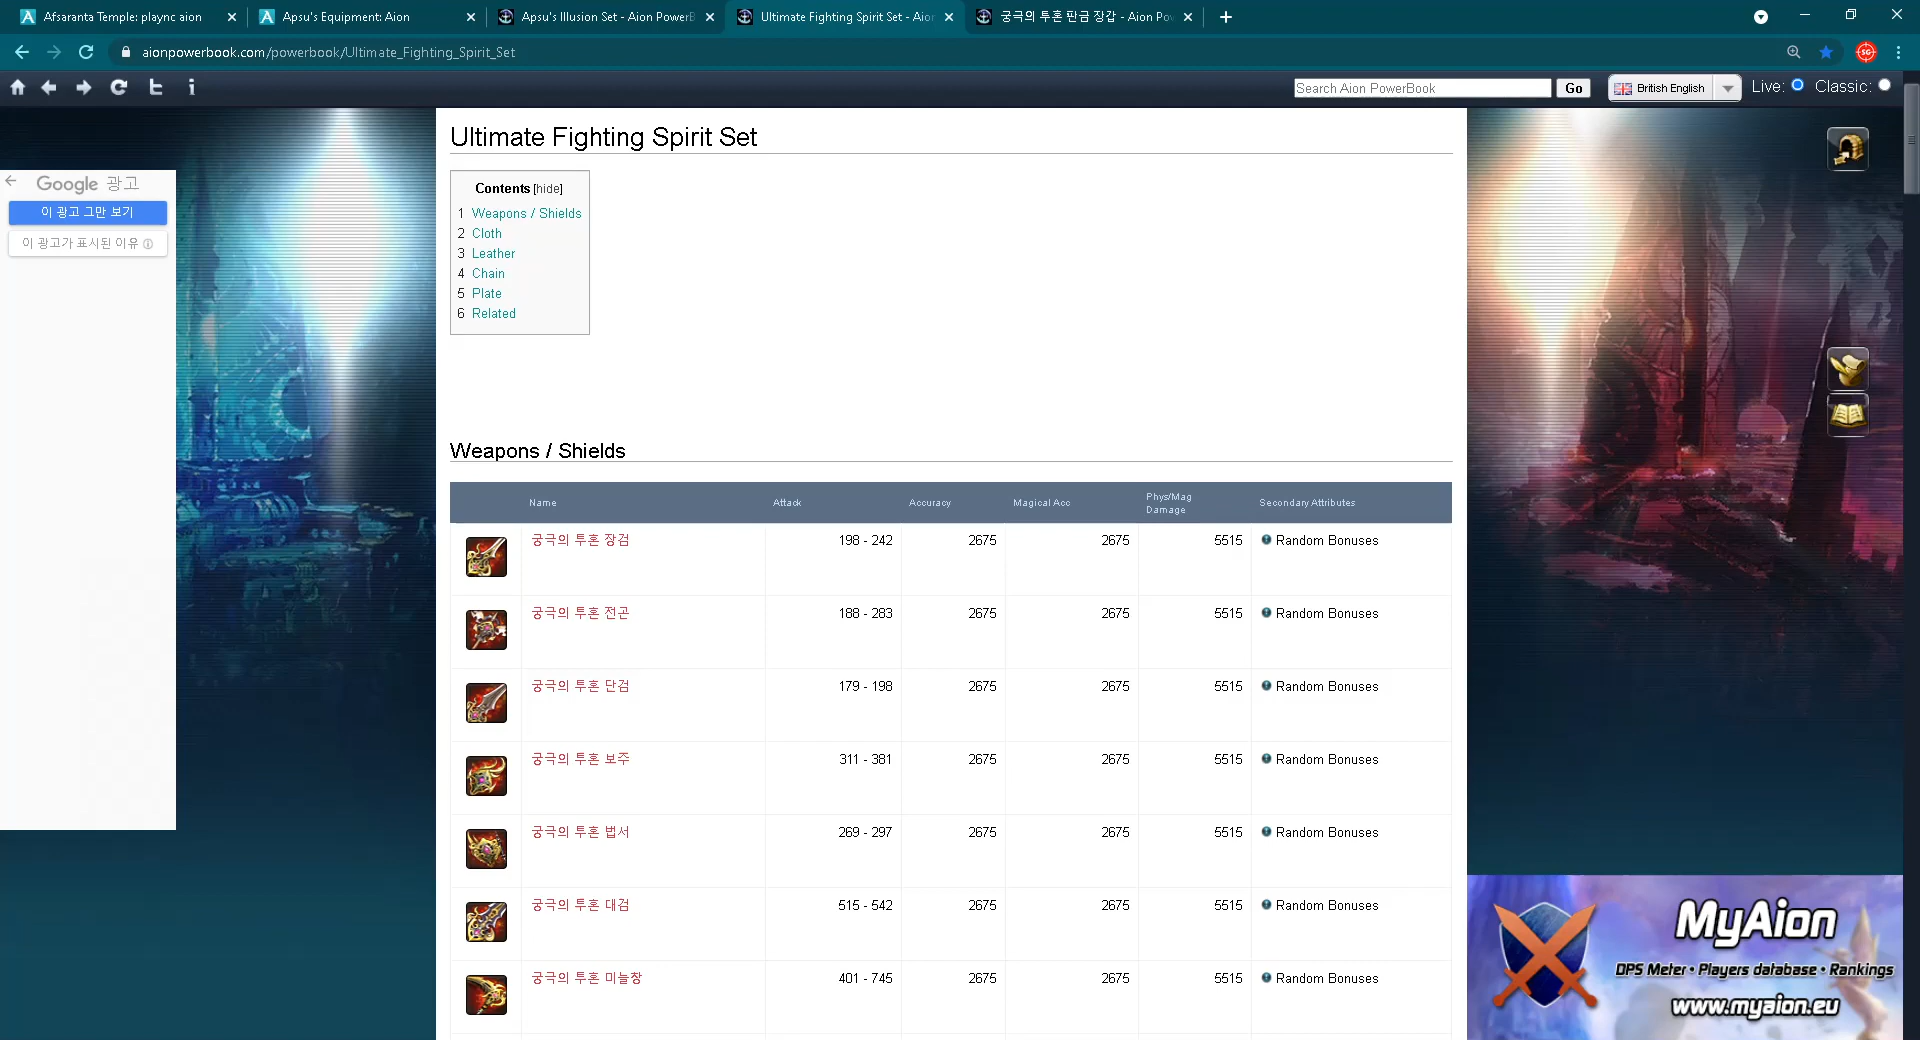 Afsaranta Temple: plaync aion
Apsu's Equipment: Aion
Apsu's Illusion Set - Aion PowerB
Ultimate Fighting Spirit Set - Aion
궁극의 투혼 판금 장갑 - Aion Pow
aionpowerbook.com/powerbook/Ultimate_Fighting_Spirit_Set
SG
Search Aion PowerBook
Go
British English
Live:
Classic:
Google 광고
이 광고 그만 보기
이 광고가 표시된 이유
Ultimate Fighting Spirit Set
Contents [hide]
1 Weapons / Shields
2 Cloth
3 Leather
4 Chain
5 Plate
6 Related
Weapons / Shields
Name Attack Accuracy Magical Acc Phys/Mag Damage Secondary Attributes
궁극의 투혼 장검 198 - 242 2675 2675 5515 Random Bonuses
궁극의 투혼 전곤 188 - 283 2675 2675 5515 Random Bonuses
궁극의 투혼 단검 179 - 198 2675 2675 5515 Random Bonuses
궁극의 투혼 보주 311 - 381 2675 2675 5515 Random Bonuses
궁극의 투혼 법서 269 - 297 2675 2675 5515 Random Bonuses
궁극의 투혼 대검 515 - 542 2675 2675 5515 Random Bonuses
궁극의 투혼 미늘창 401 - 745 2675 2675 5515 Random Bonuses
MyAion
DPS Meter • Players database • Rankings
www.myaion.eu